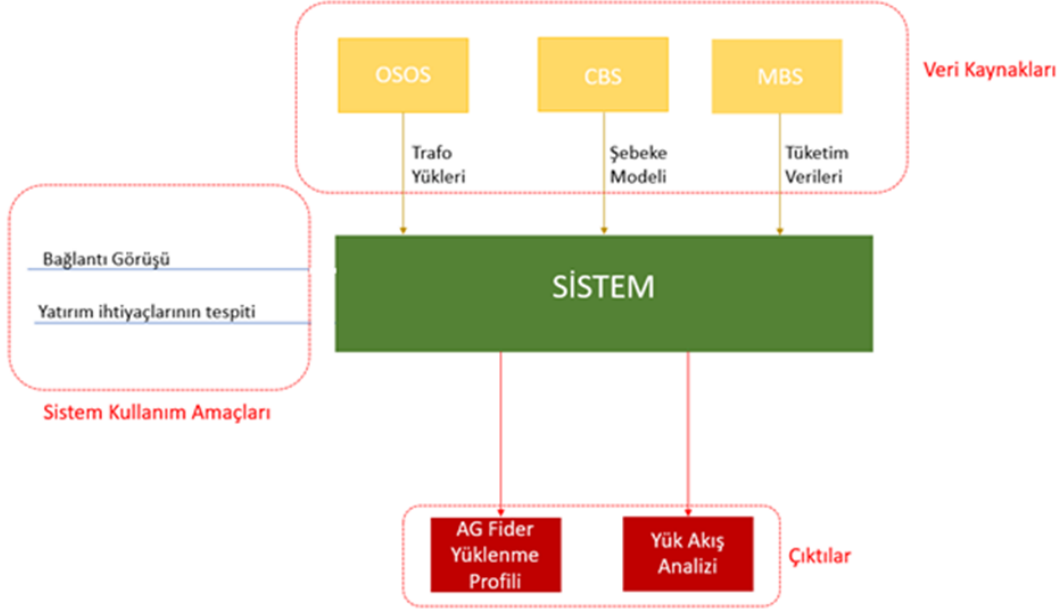 OSOS
CBS
MBS
Veri Kaynakları
Trafo
Yükleri
Şebeke
Modeli
Tüketim
Verileri
Bağlantı Görüşü
Yatırım ihtiyaçlarının tespiti
Sistem Kullanım Amaçları
SİSTEM
AG Fider
Yüklenme
Profili
Yük Akış
Analizi
Çıktılar